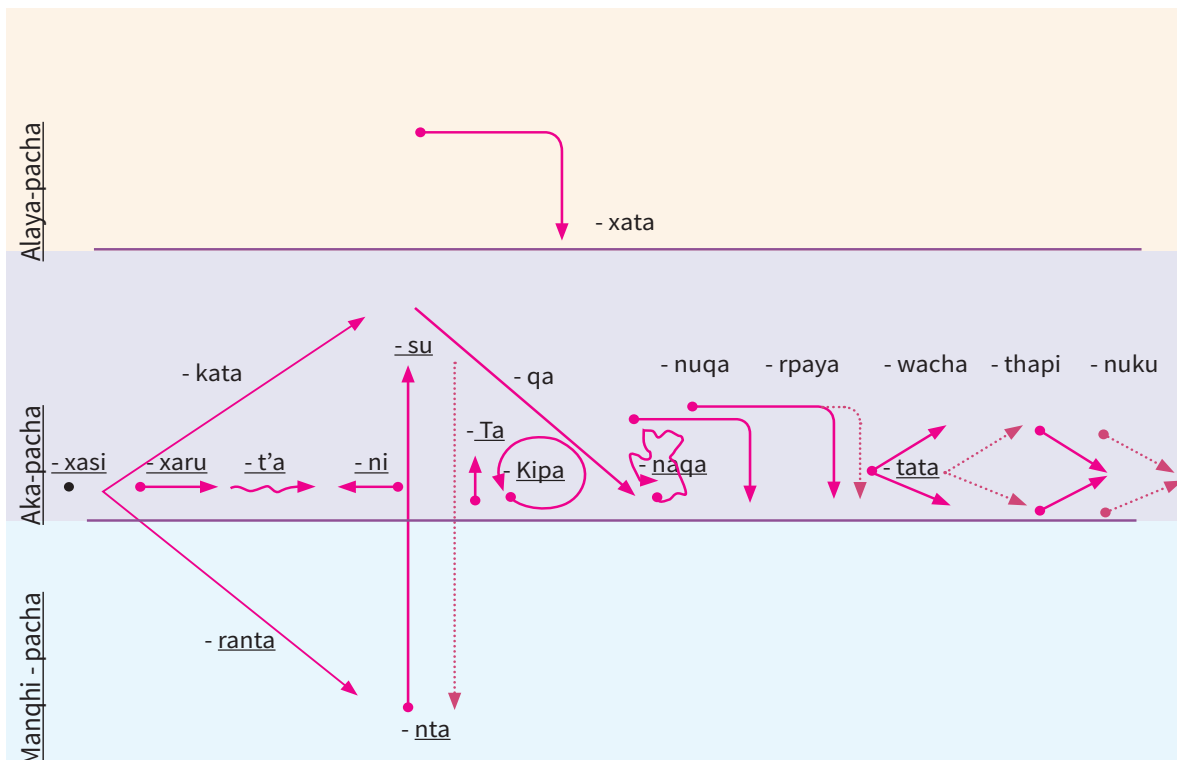 Alaya-pacha
- xata
Aka-pacha
- kata
- su
- qa
- nuqa
- rpaya
- wacha
- thapi
- nuku
- Ta
- xasi
- xaru
- t’a
- ni
- Kipa
- naqa
- tata
Manqhi - pacha
- ranta
- nta